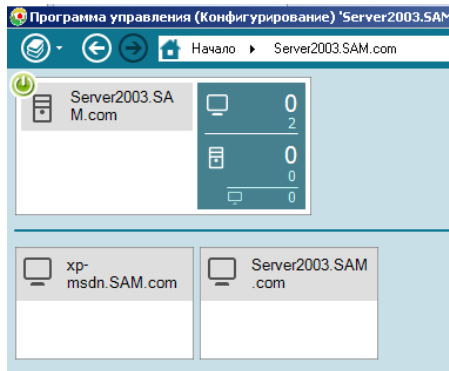 Программа управления (Конфигурирование) 'Server2003.SAM
Начало Server2003.SAM.com
Server2003.SA
M.com
0
2
0
0
0
xp-
msdn.SAM.com
Server2003.SAM
.com